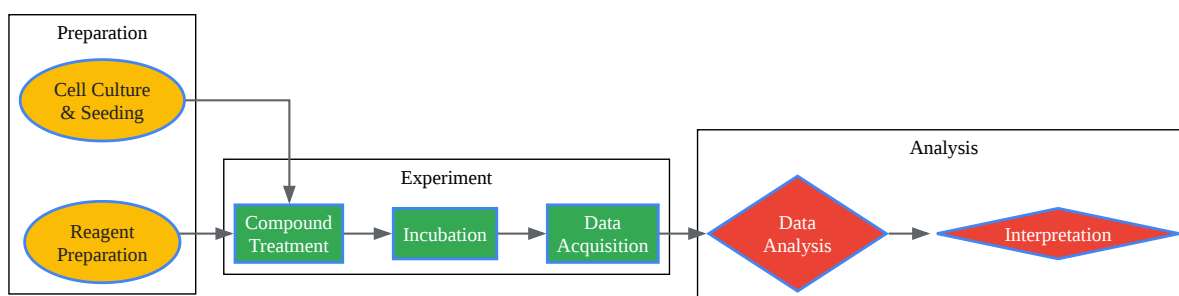 Preparation
Cell Culture
& Seeding
Reagent
Preparation
Experiment
Compound
Treatment
Incubation
Data
Acquisition
Analysis
Data
Analysis
Interpretation